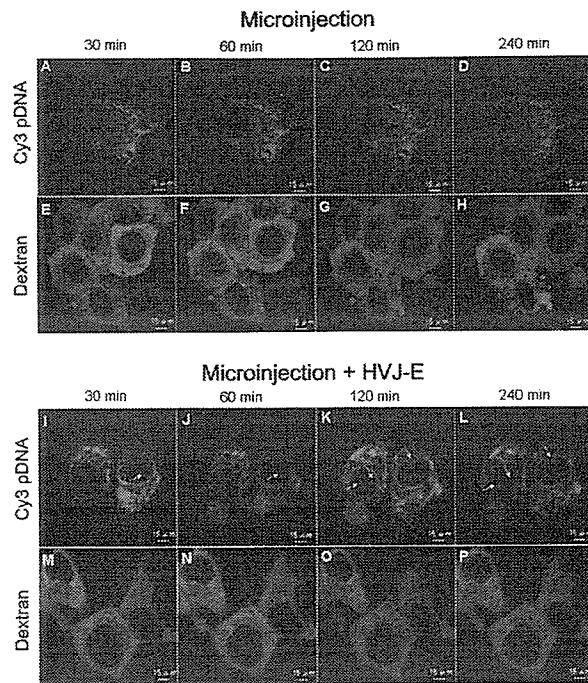 Microinjection
30 min 60 min 120 min 240 min
Cy3 pDNA
A B C D
Dextran
E F G H
Microinjection + HVJ-E
30 min 60 min 120 min 240 min
Cy3 pDNA
I J K L
Dextran
M N O P